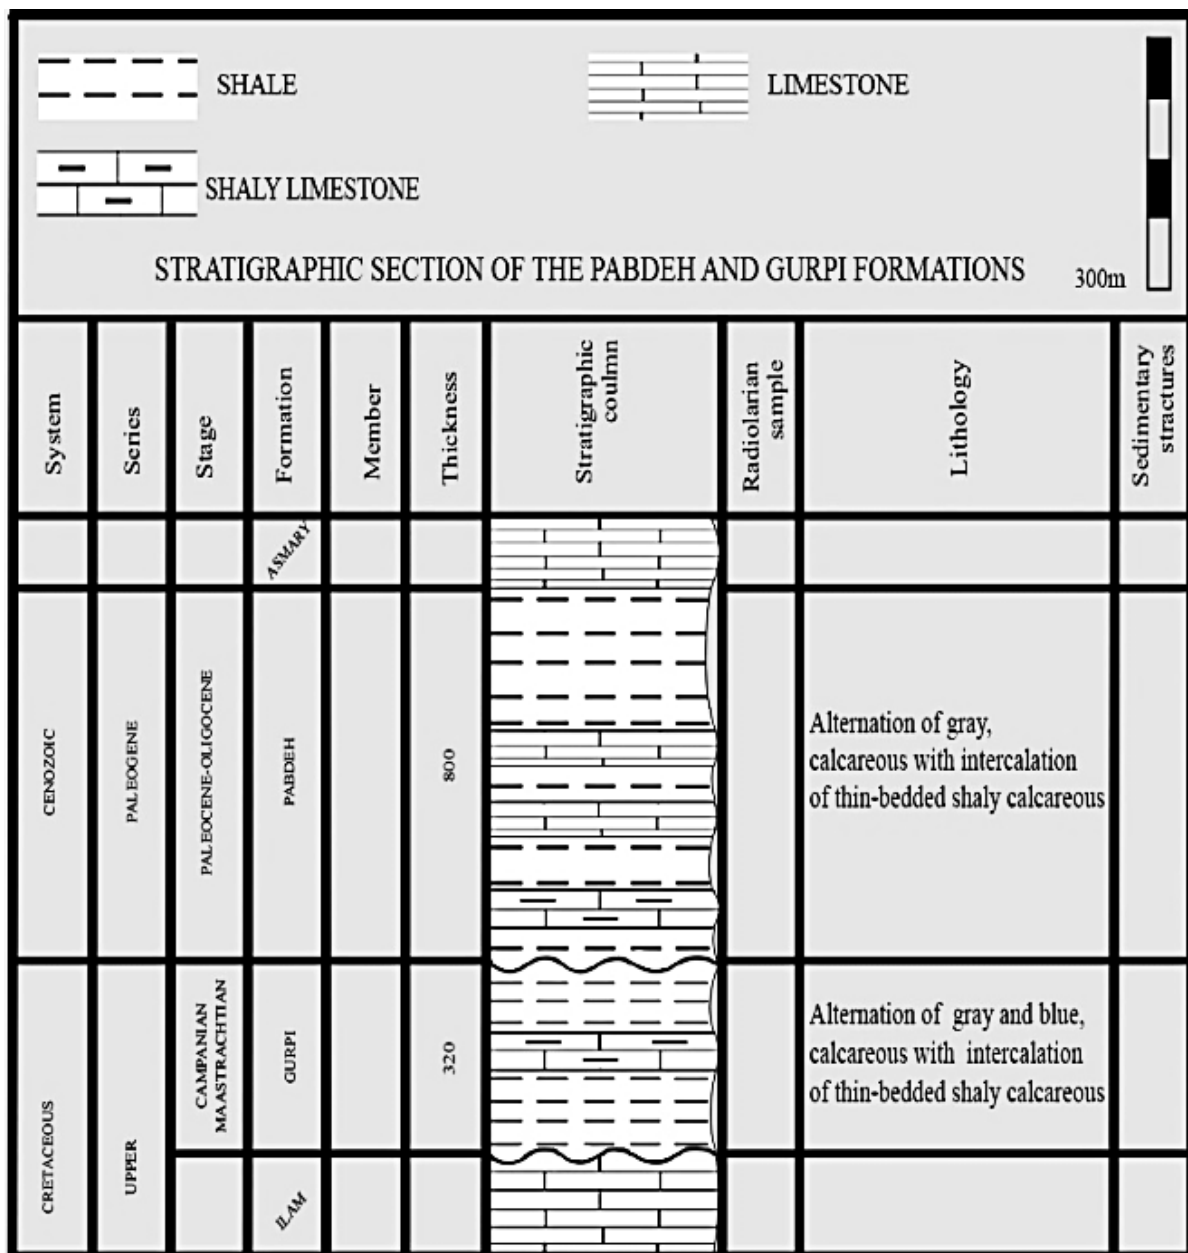 SHALE
LIMESTONE
SHALY LIMESTONE
STRATIGRAPHIC SECTION OF THE PABDEH AND GURPI FORMATIONS
300m
System
Series
Stage
Formation
Member
Thickness
Stratigraphic
coulmn
Radiolarian
sample
Lithology
Sedimentary
stractures
ASMARY
CENOZOIC
PALEOGENE
PALEOCENE-OLIGOCENE
PABDEH
800
Alternation of gray,
calcareous with intercalation
of thin-bedded shaly calcareous
CRETACEOUS
UPPER
CAMPANIAN
MAASTRACHTIAN
GURPI
320
Alternation of gray and blue,
calcareous with intercalation
of thin-bedded shaly calcareous
ILAM